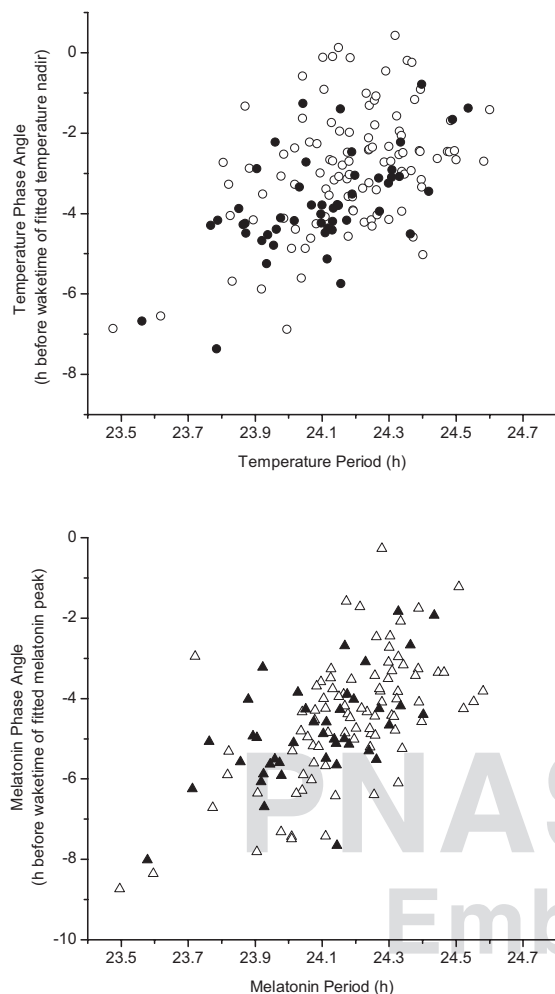 0
-2
-4
-6
-8
Temperature Phase Angle
(h before waketime of fitted temperature nadir)
23.5 23.7 23.9 24.1 24.3 24.5 24.7
Temperature Period (h)
0
-2
-4
-6
-8
-10
Melatonin Phase Angle
(h before waketime of fitted melatonin peak)
23.5 23.7 23.9 24.1 24.3 24.5 24.7
Melatonin Period (h)
PNAS
Emb